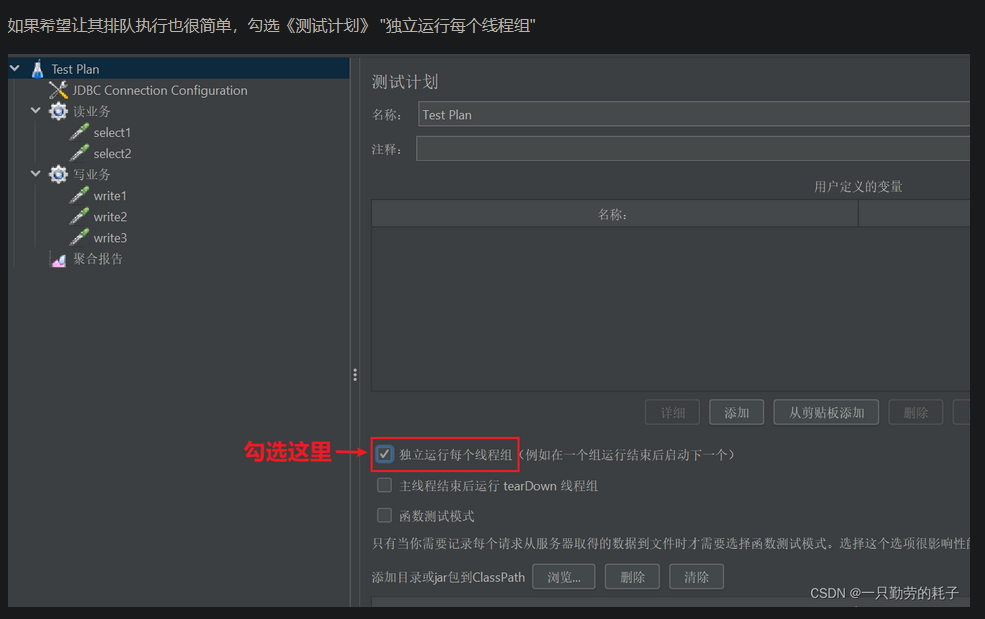 如果希望让其排队执行也很简单，勾选《测试计划》 "独立运行每个线程组"
Test Plan
JDBC Connection Configuration
读业务
select1
select2
写业务
write1
write2
write3
聚合报告
测试计划
名称： Test Plan
注释：
用户定义的变量
名称：
详细 添加 从剪贴板添加 删除
勾选这里
独立运行每个线程组（例如在一个组运行结束后启动下一个）
主线程结束后运行 tearDown 线程组
函数测试模式
只有当你需要记录每个请求从服务器取得的数据到文件时才需要选择函数测试模式。选择这个选项很影响性
添加目录或jar包到ClassPath 浏览... 删除 清除
CSDN @一只勤劳的耗子